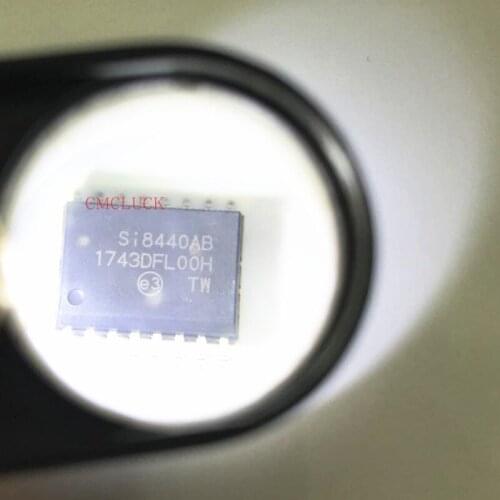 CMCLUCK
Si8440AB
1743DFL00H
e3 TW